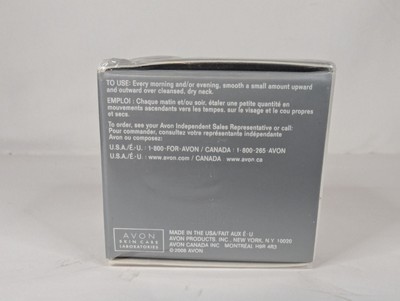 TO USE: Every morning and/or evening, smooth a small amount upward
and outward over cleansed, dry neck.
EMPLOI : Chaque matin et/ou soir, étaler une petite quantité en
mouvements ascendants vers les tempes, sur le visage et le cou propres
et secs.
To order, see your Avon Independent Sales Representative or call:
Pour commander, consultez votre représentante indépendante
Avon ou composez:
U.S.A./É.-U. : 1-800-FOR-AVON / CANADA : 1-800-265 AVON
U.S.A./É.-U. : www.avon.com / CANADA www.avon.ca
AVON
SKIN CARE
LABORATORIES
MADE IN THE USA/FAIT AUX É.-U.
AVON PRODUCTS, INC., NEW YORK, N.Y. 10020
AVON CANADA INC. MONTREAL H9R 4R3
AVON